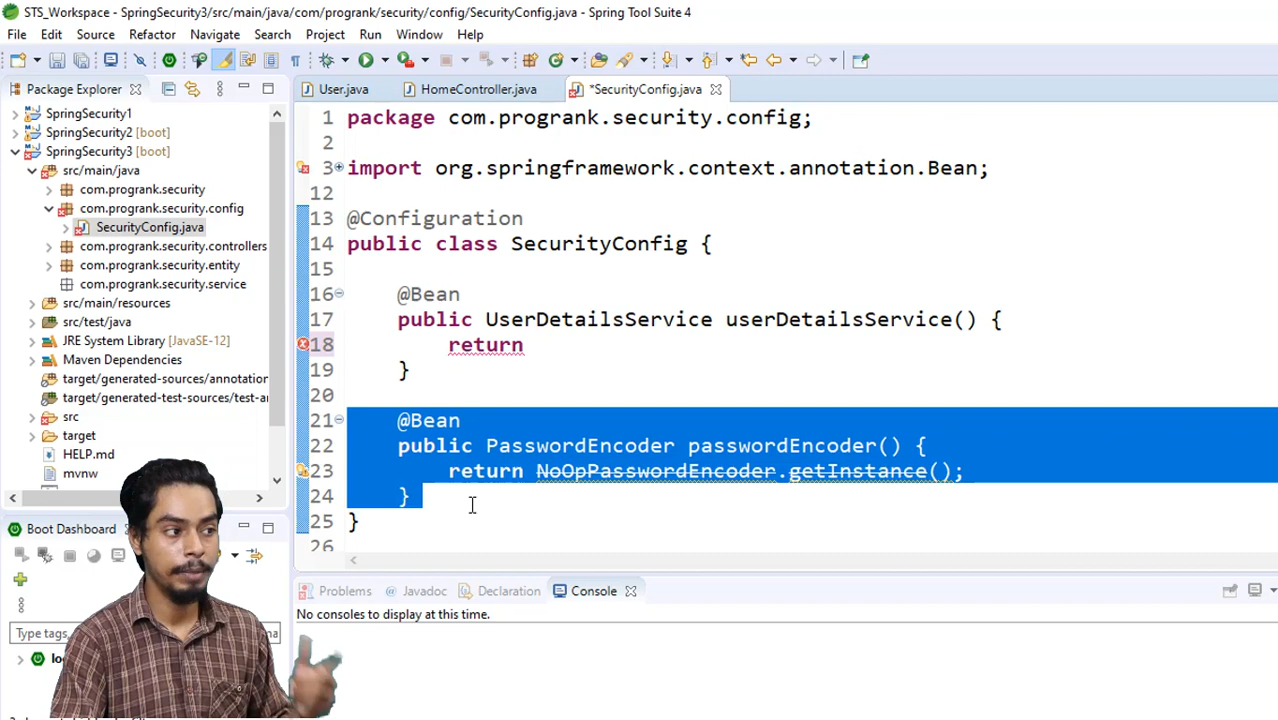 STS_Workspace - SpringSecurity3/src/main/java/com/progrank/security/config/SecurityConfig.java - Spring Tool Suite 4
File Edit Source Refactor Navigate Search Project Run Window Help
Package Explorer
User.java HomeController.java *SecurityConfig.java
SpringSecurity1
SpringSecurity2 [boot]
SpringSecurity3 [boot]
src/main/java
com.progrank.security
com.progrank.security.config
SecurityConfig.java
com.progrank.security.controllers
com.progrank.security.entity
com.progrank.security.service
src/main/resources
src/test/java
JRE System Library [JavaSE-12]
Maven Dependencies
target/generated-sources/annotation
target/generated-test-sources/test-a
src
target
HELP.md
mvnw
1 package com.progrank.security.config;
2
3 import org.springframework.context.annotation.Bean;
12
13 @Configuration
14 public class SecurityConfig {
15
16 @Bean
17 public UserDetailsService userDetailsService() {
18 return
19 }
20
21 @Bean
22 public PasswordEncoder passwordEncoder() {
23 return NoOpPasswordEncoder.getInstance();
24 }
25 }
26
Boot Dashboard
Type tags,
lo
Problems Javadoc Declaration Console
No consoles to display at this time.